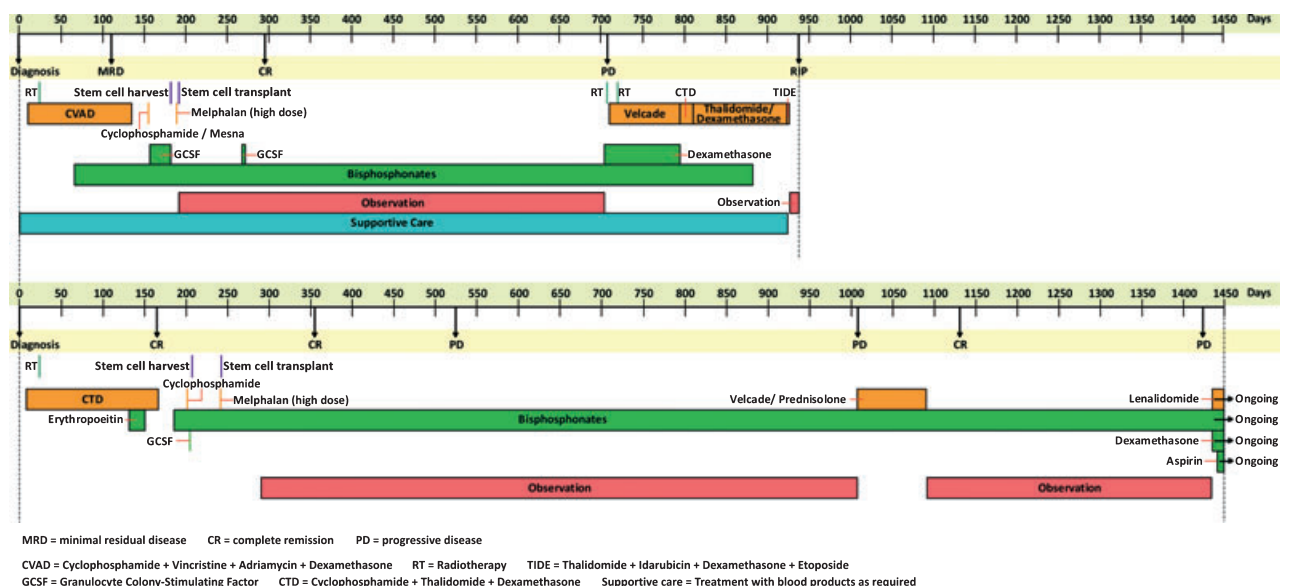 0 50 100 150 200 250 300 350 400 450 500 550 600 650 700 750 800 850 900 950 1000 1050 1100 1150 1200 1250 1300 1350 1400 1450 Days
Diagnosis MRD CR PD RIP
RT Stem cell harvest Stem cell transplant RT RT CTD TIDE
CVAD Melphalan (high dose) Velcade Thalidomide/
Dexamethasone
Cyclophosphamide / Mesna
GCSF GCSF Dexamethasone
Bisphosphonates
Observation Observation
Supportive Care
0 50 100 150 200 250 300 350 400 450 500 550 600 650 700 750 800 850 900 950 1000 1050 1100 1150 1200 1250 1300 1350 1400 1450 Days
Diagnosis CR CR PD PD CR PD
RT Stem cell harvest Stem cell transplant
Cyclophosphamide
CTD Melphalan (high dose) Velcade/ Prednisolone Lenalidomide Ongoing
Erythropoeitin Bisphosphonates Ongoing
GCSF Dexamethasone Ongoing
Aspirin Ongoing
Observation Observation
MRD = minimal residual disease CR = complete remission PD = progressive disease
CVAD = Cyclophosphamide + Vincristine + Adriamycin + Dexamethasone RT = Radiotherapy TIDE = Thalidomide + Idarubicin + Dexamethasone + Etoposide
GCSF = Granulocyte Colony-Stimulating Factor CTD = Cyclophosphamide + Thalidomide + Dexamethasone Supportive care = Treatment with blood products as required